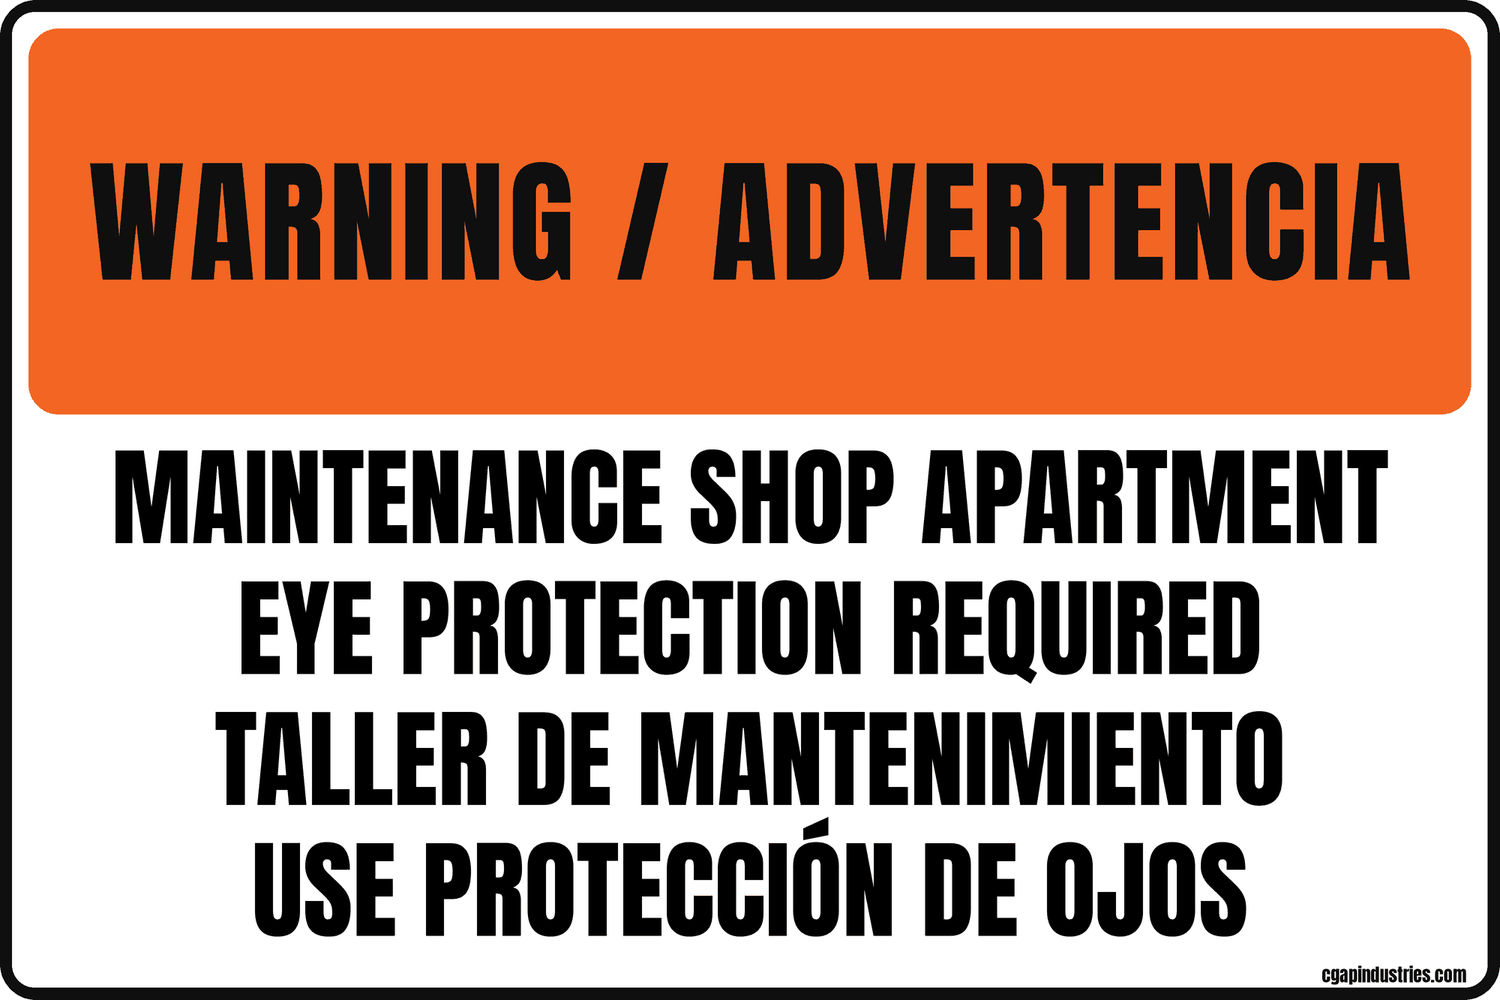 WARNING / ADVERTENCIA
MAINTENANCE SHOP APARTMENT
EYE PROTECTION REQUIRED
TALLER DE MANTENIMIENTO
USE PROTECCIÓN DE OJOS
cgapindustries.com